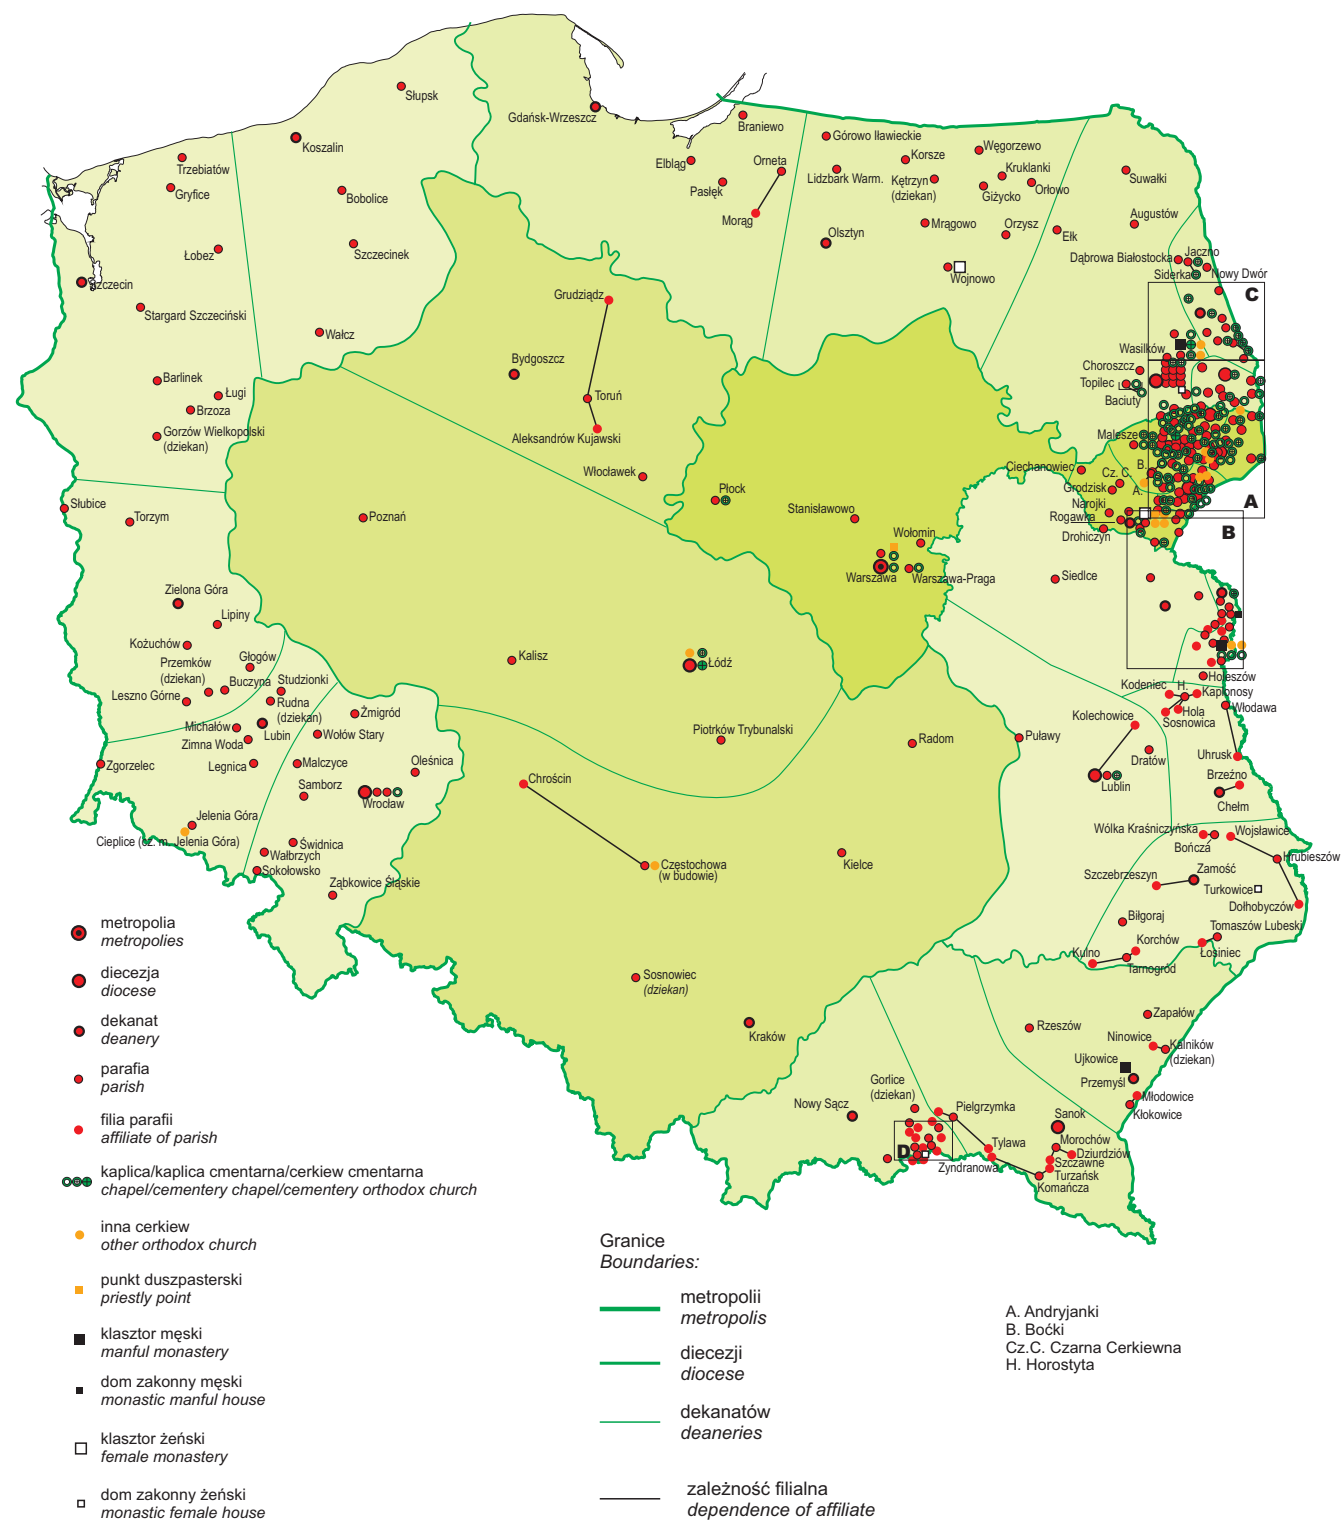 Słupsk
Gdańsk-Wrzeszcz
Koszalin
Braniewo
Górowo Iławieckie
Węgorzewo
Trzebiatów
Elbląg
Orneta
Korsze
Kruklanki
Gryfice
Bobolice
Pasłęk
Lidzbark Warm.
Kętrzyn
(dziekan)
Giżycko
Orłowo
Suwałki
Morąg
Mrągowo
Orzysz
Augustów
Olsztyn
Ełk
Łobez
Szczecinek
Dąbrowa Białostocka
Jaczno
Siderka
Nowy Dwór
Wojnowo
Szczecin
Grudziądz
C
Stargard Szczeciński
Wałcz
Wasilków
Bydgoszcz
Choroszcz
Barlinek
Topilec
Ługi
Toruń
Baciuty
Brzoza
Gorzów Wielkopolski
(dziekan)
Aleksandrów Kujawski
Malesze
Włocławek
Ciechanowiec
Cz. C.
B.
Płock
Grodzisk
A.
Słubice
Torzym
Poznań
Stanisławowo
Narojki
A
Rogawka
Wołomin
Drohiczyn
B
Warszawa
Warszawa-Praga
Siedlce
Zielona Góra
Lipiny
Kożuchów
Kalisz
Łódź
Przemków
(dziekan)
Głogów
Buczyna
Studzionki
Leszno Górne
Rudna
(dziekan)
Żmigród
Kodeniec
H.
Holeszów
Kaplonosy
Hola
Sosnowica
Włodawa
Michałów
Zimna Woda
Lubin
Wołów Stary
Kolechowice
Piotrków Trybunalski
Radom
Puławy
Zgorzelec
Legnica
Malczyce
Oleśnica
Dratów
Uhrusk
Samborz
Wrocław
Chrościn
Lublin
Brzeźno
Chełm
Jelenia Góra
Cieplice (cz. m. Jelenia Góra)
Świdnica
Wałbrzych
Sokołowsko
Wólka Kraśniczyńska
Bończa
Wojsławice
Hrubieszów
Ząbkowice Śląskie
Częstochowa
(w budowie)
Kielce
Szczebrzeszyn
Zamość
Turkowice
Dołhobyczów
Biłgoraj
Tomaszów Lubeski
Korchów
Kulno
Tarnogród
Łosiniec
Sosnowiec
(dziekan)
Kraków
Rzeszów
Zapałów
Ninowice
Kalników
(dziekan)
Ujkowice
Przemyśl
Młodowice
Kłokowice
Nowy Sącz
Gorlice
(dziekan)
Pielgrzymka
Sanok
D
Zyndranowa
Tylawa
Morochów
Dziurdziów
Szczawne
Turzańsk
Komańcza
metropolia
metropolies
diecezja
diocese
dekanat
deanery
parafia
parish
filia parafii
affiliate of parish
kaplica/kaplica cmentarna/cerkiew cmentarna
chapel/cementery chapel/cementery orthodox church
inna cerkiew
other orthodox church
punkt duszpasterski
priestly point
klasztor męski
manful monastery
dom zakonny męski
monastic manful house
klasztor żeński
female monastery
dom zakonny żeński
monastic female house
Granice
Boundaries:
metropolii
metropolis
diecezji
diocese
dekanatów
deaneries
zależność filialna
dependence of affiliate
A. Andryjanki
B. Boćki
Cz.C. Czarna Cerkiewna
H. Horostyta